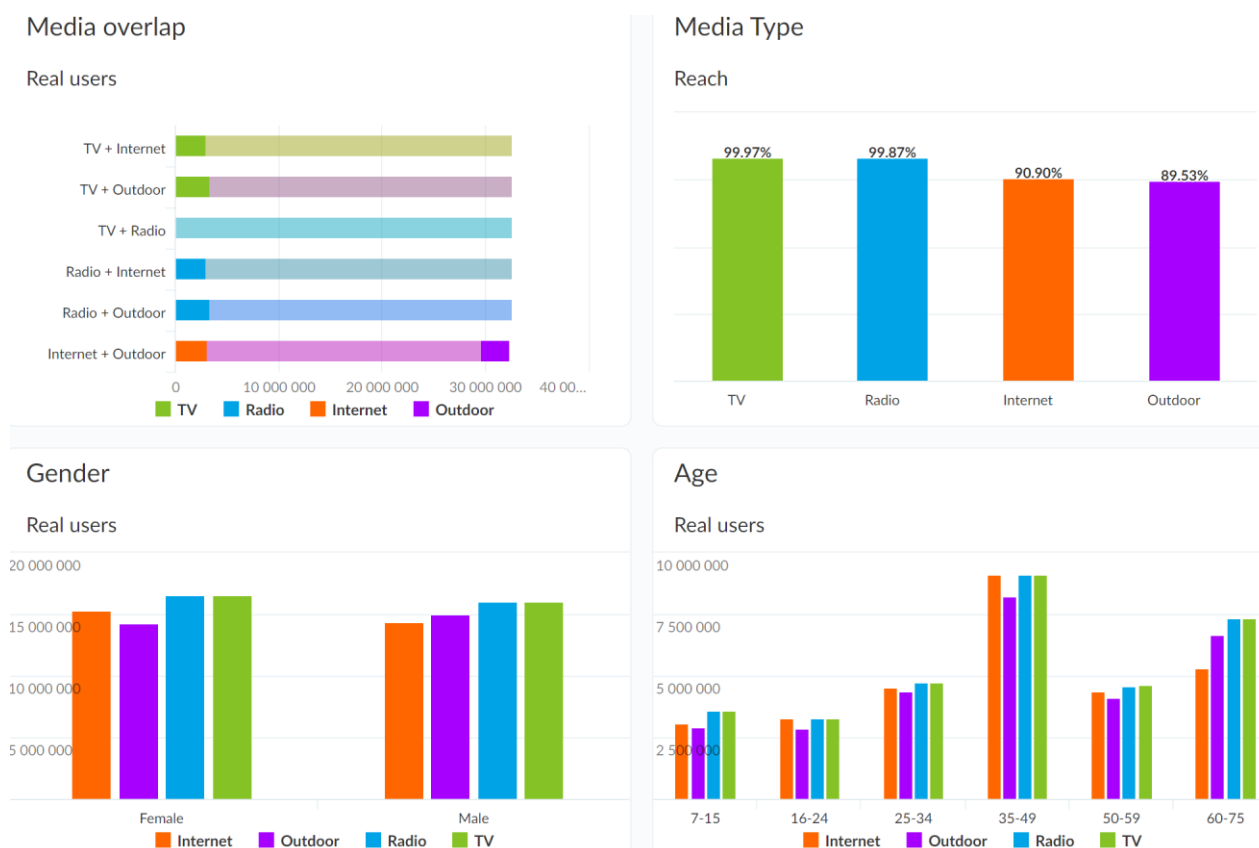 Media overlap
Real users
TV + Internet
TV + Outdoor
TV + Radio
Radio + Internet
Radio + Outdoor
Internet + Outdoor
0 10 000 000 20 000 000 30 000 000 40 00...
TV Radio Internet Outdoor
Media Type
Reach
99.97% 99.87% 90.90% 89.53%
TV Radio Internet Outdoor
Gender
Real users
20 000 000
15 000 000
10 000 000
5 000 000
Female Male
Internet Outdoor Radio TV
Age
Real users
10 000 000
7 500 000
5 000 000
2 500 000
7-15 16-24 25-34 35-49 50-59 60-75
Internet Outdoor Radio TV